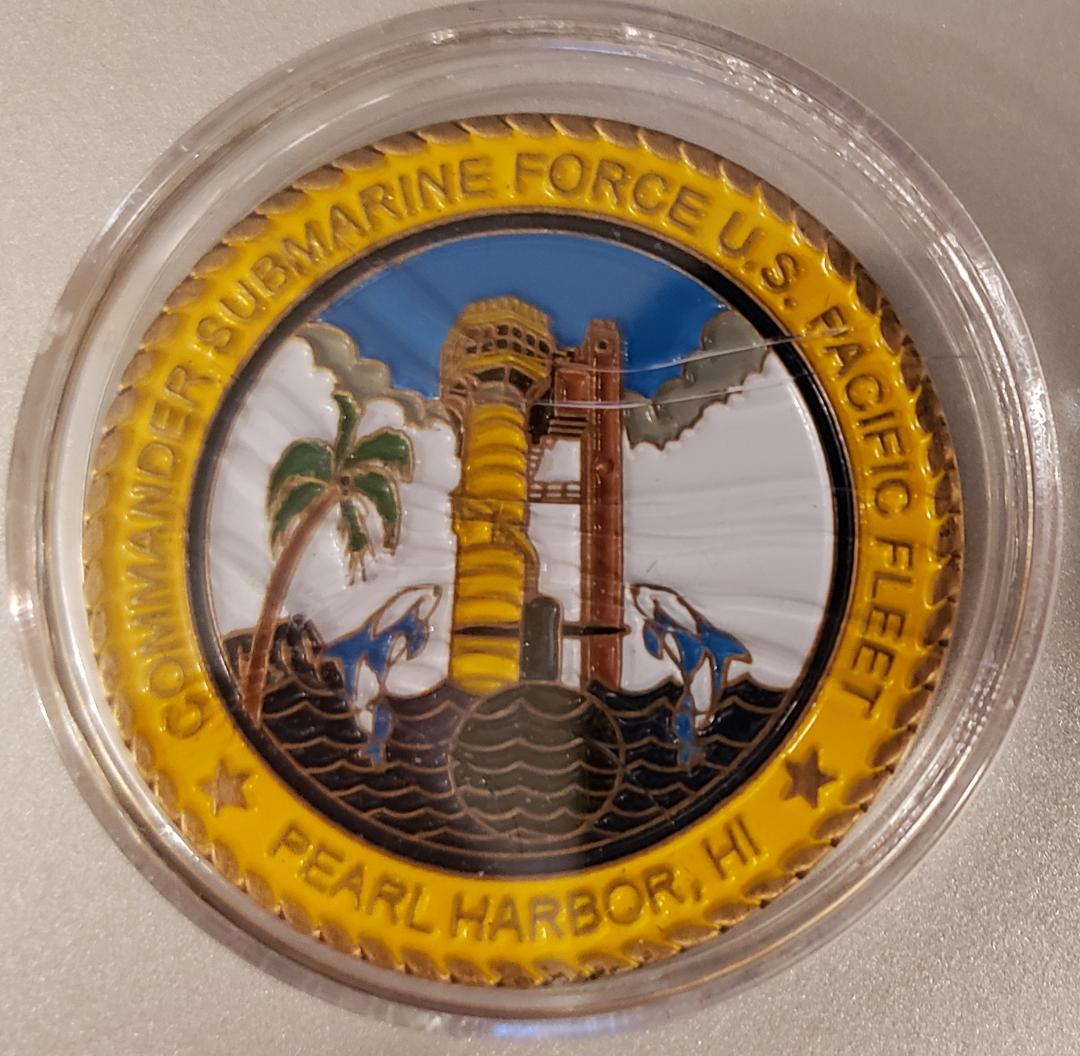 COMMANDER SUBMARINE FORCE U.S. PACIFIC FLEET
PEARL HARBOR, HI